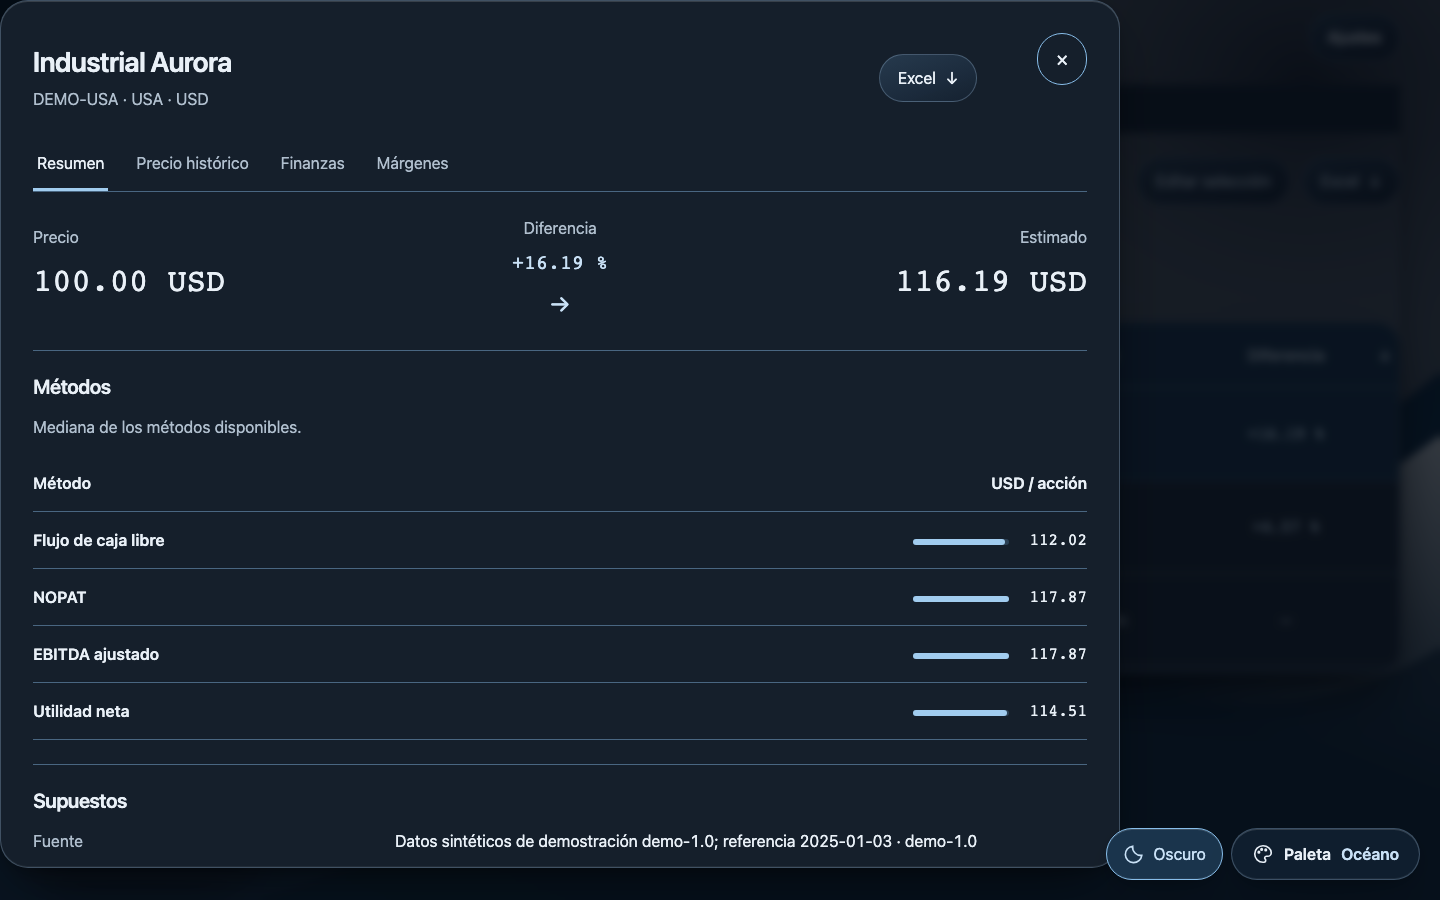 Industrial Aurora
DEMO-USA · USA · USD
Excel ↓
×
Resumen Precio histórico Finanzas Márgenes
Precio
100.00 USD
Diferencia
+16.19 %
→
Estimado
116.19 USD
Métodos
Mediana de los métodos disponibles.
Método USD / acción
Flujo de caja libre 112.02
NOPAT 117.87
EBITDA ajustado 117.87
Utilidad neta 114.51
Supuestos
Fuente Datos sintéticos de demostración demo-1.0; referencia 2025-01-03 · demo-1.0
Oscuro
Paleta Océano